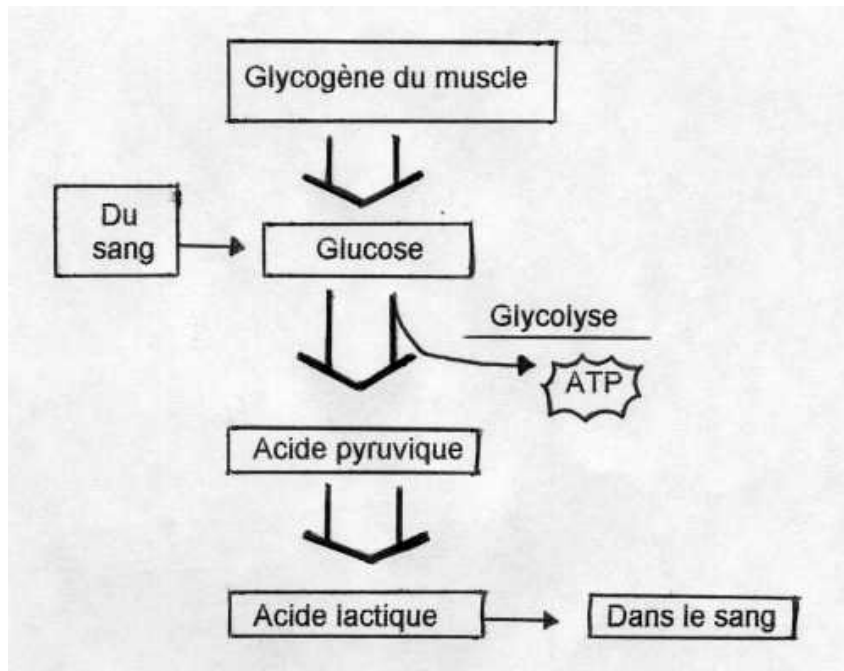 Glycogène du muscle
Du
sang
Glucose
Glycolyse
ATP
Acide pyruvique
Acide lactique
Dans le sang